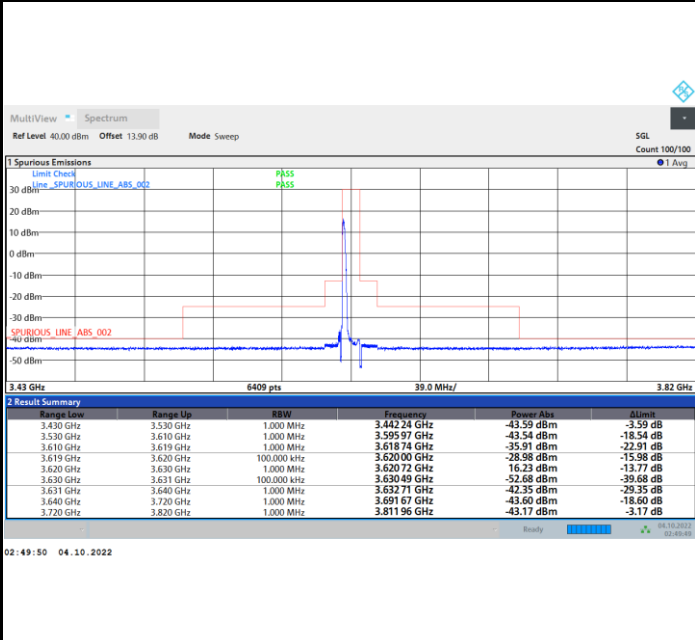 MultiView Spectrum
Ref Level 40.00 dBm Offset 13.90 dB Mode Sweep SGL
Count 100/100
1 Spurious Emissions 1 Avg
Limit Check PASS
Line _SPURIOUS_LINE_ABS_002 PASS
30 dBm
20 dBm
10 dBm
0 dBm
-10 dBm
-20 dBm
-30 dBm
_SPURIOUS_LINE_ABS_002
-40 dBm
-50 dBm
3.43 GHz 6409 pts 39.0 MHz/ 3.82 GHz
2 Result Summary
Range Low Range Up RBW Frequency Power Abs ΔLimit
3.430 GHz 3.530 GHz 1.000 MHz 3.442 24 GHz -43.59 dBm -3.59 dB
3.530 GHz 3.610 GHz 1.000 MHz 3.595 97 GHz -43.54 dBm -18.54 dB
3.610 GHz 3.619 GHz 1.000 MHz 3.618 74 GHz -35.91 dBm -22.91 dB
3.619 GHz 3.620 GHz 100.000 kHz 3.620 00 GHz -28.98 dBm -15.98 dB
3.620 GHz 3.630 GHz 1.000 MHz 3.620 72 GHz 16.23 dBm -13.77 dB
3.630 GHz 3.631 GHz 100.000 kHz 3.630 49 GHz -52.68 dBm -39.68 dB
3.631 GHz 3.640 GHz 1.000 MHz 3.632 71 GHz -42.35 dBm -29.35 dB
3.640 GHz 3.720 GHz 1.000 MHz 3.691 67 GHz -43.60 dBm -18.60 dB
3.720 GHz 3.820 GHz 1.000 MHz 3.811 96 GHz -43.17 dBm -3.17 dB
Ready 04.10.2022
02:49:49
02:49:50 04.10.2022